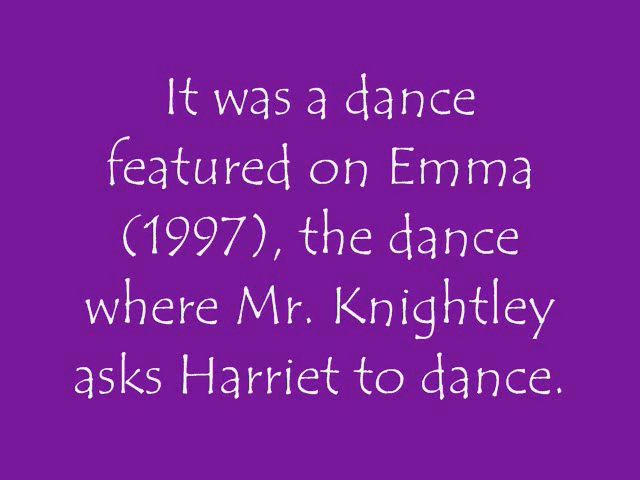 It was a dance
featured on Emma
(1997), the dance
where Mr. Knightley
asks Harriet to dance.